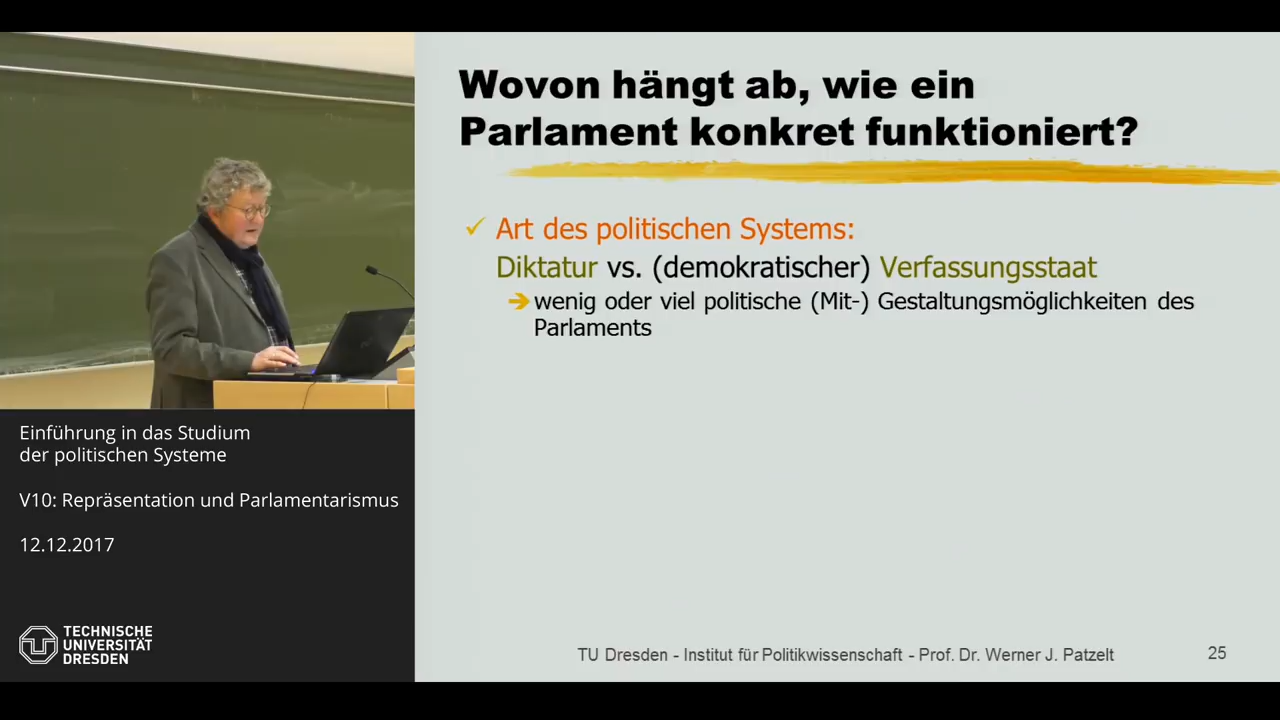 Wovon hängt ab, wie ein
Parlament konkret funktioniert?
✓ Art des politischen Systems:
Diktatur vs. (demokratischer) Verfassungsstaat
➔ wenig oder viel politische (Mit-) Gestaltungsmöglichkeiten des
Parlaments
Einführung in das Studium
der politischen Systeme
V10: Repräsentation und Parlamentarismus
12.12.2017
TECHNISCHE
UNIVERSITÄT
DRESDEN
TU Dresden - Institut für Politikwissenschaft - Prof. Dr. Werner J. Patzelt
25